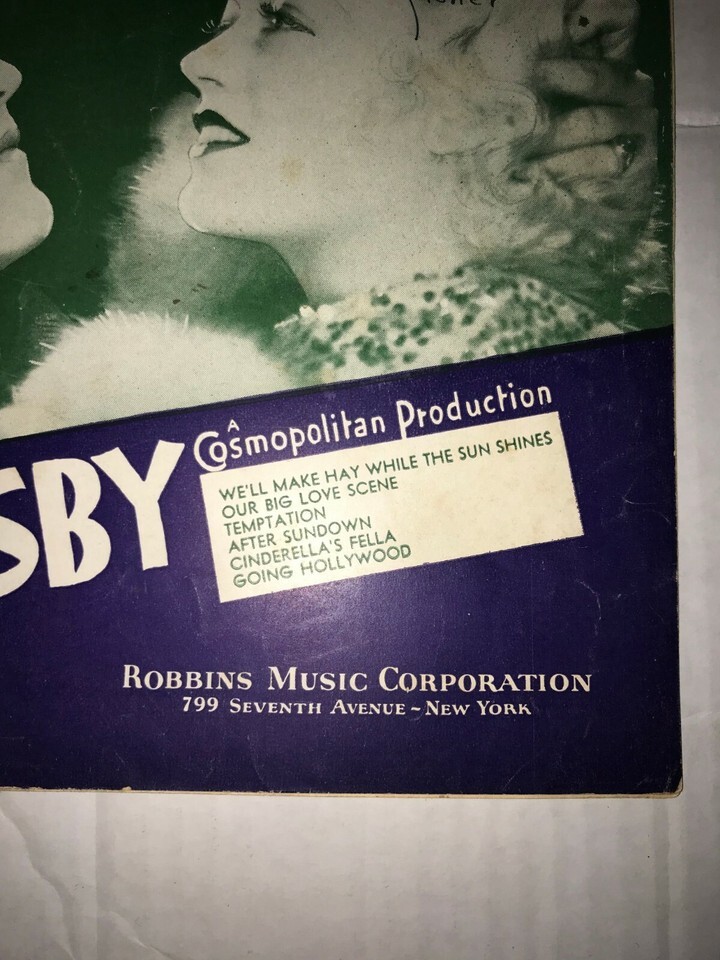 A
Cosmopolitan Production
SBY
WE'LL MAKE HAY WHILE THE SUN SHINES
OUR BIG LOVE SCENE
TEMPTATION
AFTER SUNDOWN
CINDERELLA'S FELLA
GOING HOLLYWOOD
ROBBINS MUSIC CORPORATION
799 SEVENTH AVENUE ~ NEW YORK